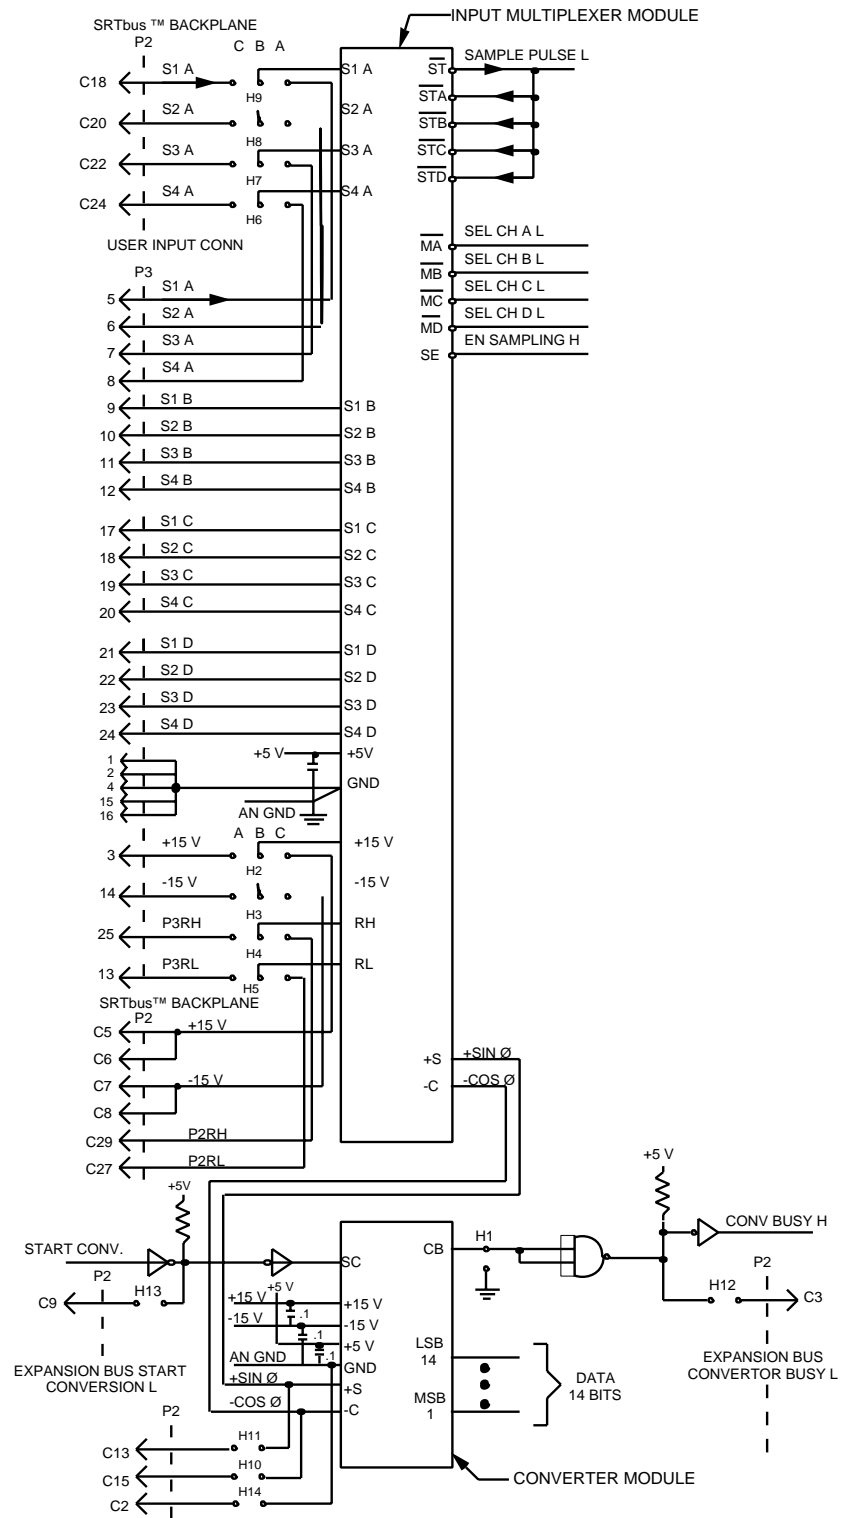 SRTbus ™ BACKPLANE
INPUT MULTIPLEXER MODULE
P2
C B A
C18 S1 A
H9
S1 A
ST SAMPLE PULSE L
C20 S2 A
H8
S2 A
STA
STB
C22 S3 A
H7
S3 A
STC
C24 S4 A
H6
S4 A
STD
USER INPUT CONN
MA SEL CH A L
MB SEL CH B L
MC SEL CH C L
MD SEL CH D L
SE EN SAMPLING H
P3
5 S1 A
6 S2 A
7 S3 A
8 S4 A
9 S1 B S1 B
10 S2 B S2 B
11 S3 B S3 B
12 S4 B S4 B
17 S1 C S1 C
18 S2 C S2 C
19 S3 C S3 C
20 S4 C S4 C
21 S1 D S1 D
22 S2 D S2 D
23 S3 D S3 D
24 S4 D S4 D
+5 V +5V
1
2
4
15
16
GND
AN GND
A B C
3 +15 V
H2
+15 V
14 -15 V
H3
-15 V
25 P3RH
H4
RH
13 P3RL
H5
RL
SRTbus™ BACKPLANE
P2
C5 +15 V
C6
C7 -15 V
C8
C29 P2RH
C27 P2RL
+S +SIN Ø
-C -COS Ø
+5V
START CONV.
SC
CB
H1
+5 V
CONV BUSY H
P2
C9
H13
P2
H12
C3
EXPANSION BUS START
CONVERSION L
EXPANSION BUS
CONVERTOR BUSY L
+5 V
+15 V
.1
+15 V
-15 V
.1
-15 V
.1
+5 V
AN GND
GND
+SIN Ø
+S
-COS Ø
-C
LSB
14
MSB
1
DATA
14 BITS
P2
C13
H11
C15
H10
C2
H14
CONVERTER MODULE